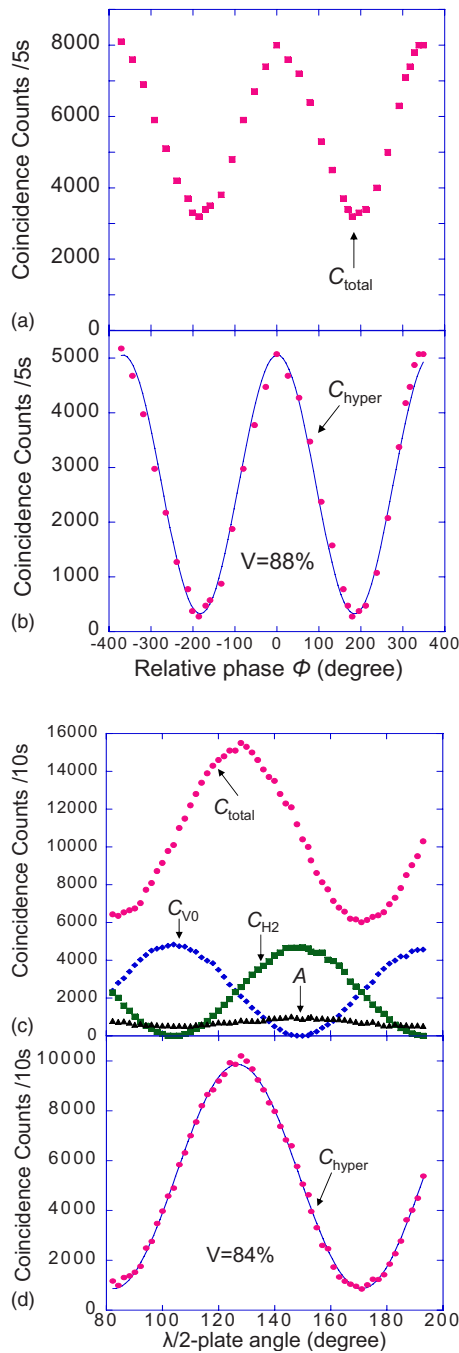 8000
6000
4000
2000
0
Coincidence Counts /5s
C_total
(a)
5000
4000
3000
2000
1000
0
Coincidence Counts /5s
C_hyper
V=88%
(b)
-400 -300 -200 -100 0 100 200 300 400
Relative phase Φ (degree)
16000
14000
12000
10000
8000
6000
4000
2000
0
Coincidence Counts /10s
C_total
C_V0
C_H2
A
(c)
10000
8000
6000
4000
2000
0
Coincidence Counts /10s
C_hyper
V=84%
(d)
80 100 120 140 160 180 200
λ/2-plate angle (degree)